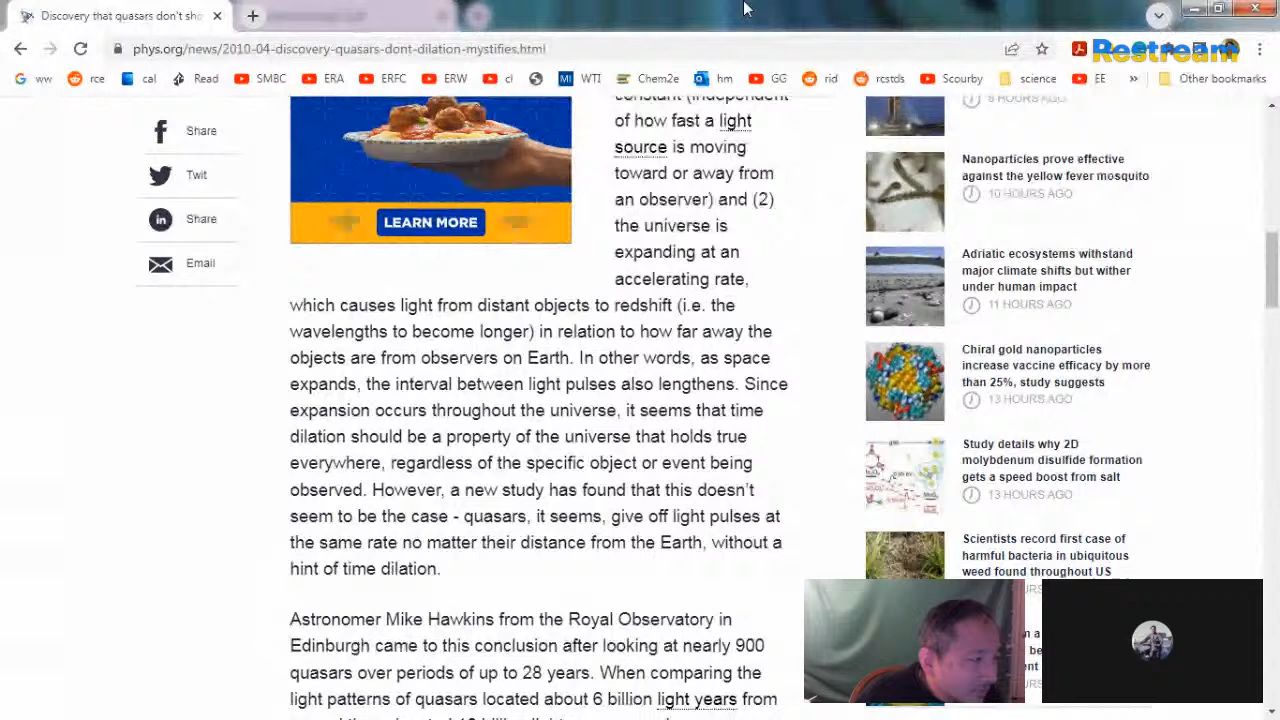 Discovery that quasars don't sho
phys.org/news/2010-04-discovery-quasars-dont-dilation-mystifies.html
Restream
ww
rce
cal
Read
SMBC
ERA
ERFC
ERW
cl
WTI
Chem2e
hm
GG
rid
rcstds
Scourby
science
EE
Other bookmarks
Share
Twit
Share
Email
LEARN MORE
constant (independent
of how fast a light
source is moving
toward or away from
an observer) and (2)
the universe is
expanding at an
accelerating rate,
which causes light from distant objects to redshift (i.e. the
wavelengths to become longer) in relation to how far away the
objects are from observers on Earth. In other words, as space
expands, the interval between light pulses also lengthens. Since
expansion occurs throughout the universe, it seems that time
dilation should be a property of the universe that holds true
everywhere, regardless of the specific object or event being
observed. However, a new study has found that this doesn't
seem to be the case - quasars, it seems, give off light pulses at
the same rate no matter their distance from the Earth, without a
hint of time dilation.
Astronomer Mike Hawkins from the Royal Observatory in
Edinburgh came to this conclusion after looking at nearly 900
quasars over periods of up to 28 years. When comparing the
light patterns of quasars located about 6 billion light years from
HOURS AGO
Nanoparticles prove effective
against the yellow fever mosquito
10 HOURS AGO
Adriatic ecosystems withstand
major climate shifts but wither
under human impact
11 HOURS AGO
Chiral gold nanoparticles
increase vaccine efficacy by more
than 25%, study suggests
13 HOURS AGO
Study details why 2D
molybdenum disulfide formation
gets a speed boost from salt
13 HOURS AGO
Scientists record first case of
harmful bacteria in ubiquitous
weed found throughout US